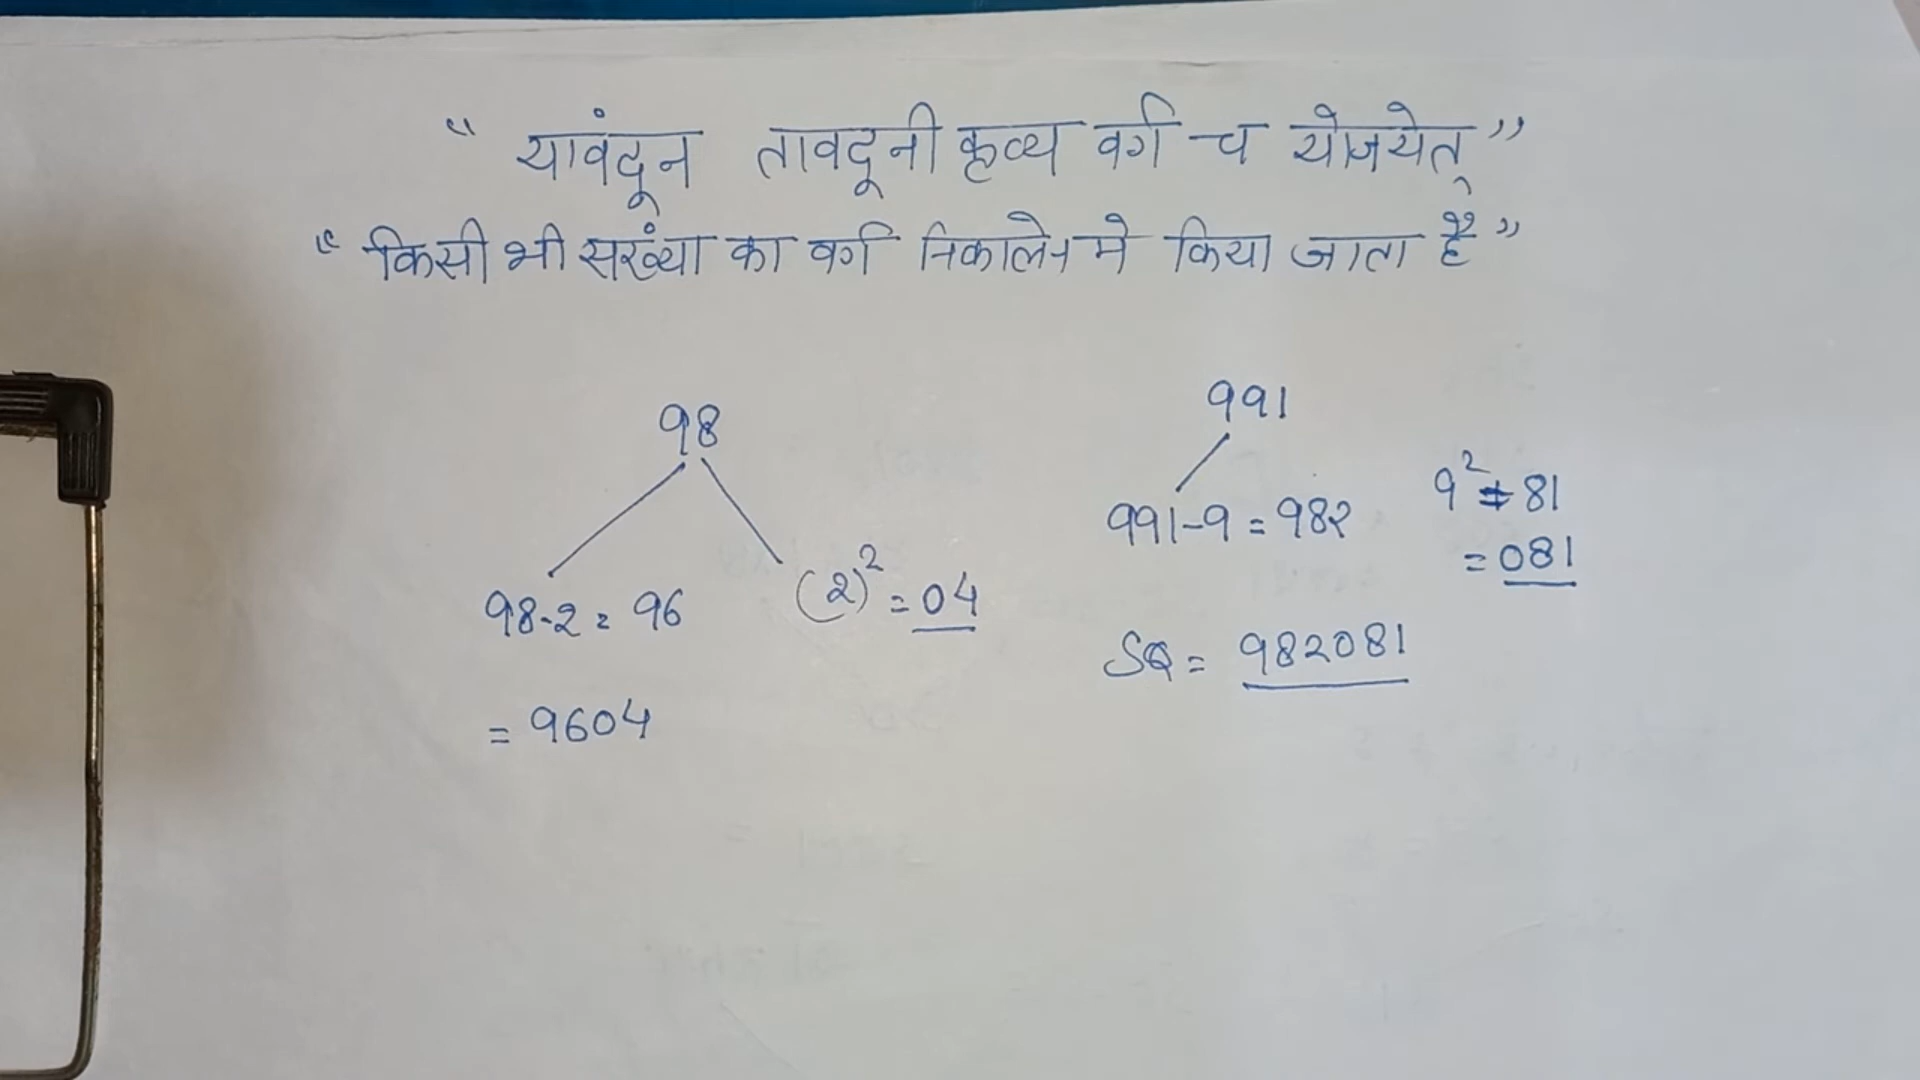 “ यावंदून तावदूनी कृव्य वर्ग च योजयेत् ”
“ किसी भी सख्ंया का वर्ग निकालेन मे किया जाता है ”
98
98-2 = 96
(2)² = 04
= 9604
991
991-9 = 982
9² = 81
= 081
SQ = 982081